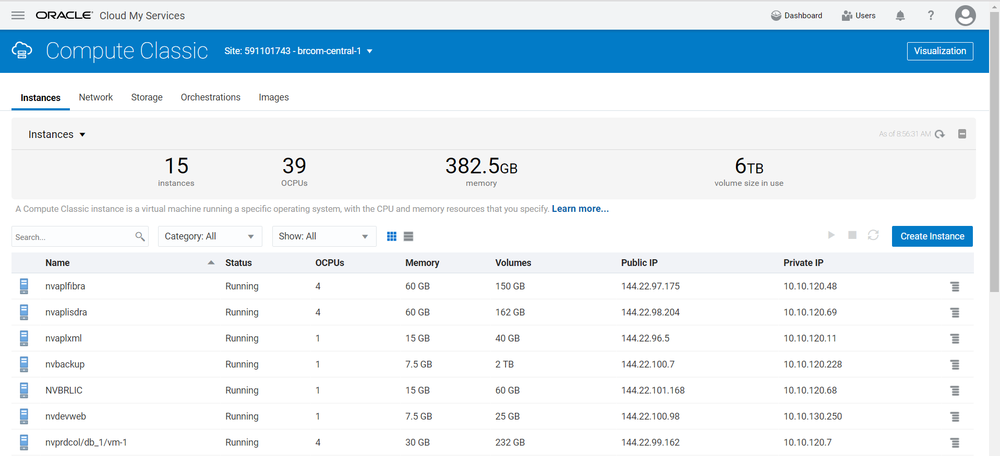 ORACLE Cloud My Services Dashboard Users ?
Compute Classic Site: 591101743 - brcom-central-1 Visualization
Instances Network Storage Orchestrations Images
Instances As of 8:56:31 AM
15 39 382.5GB 6TB
instances OCPUs memory volume size in use
A Compute Classic instance is a virtual machine running a specific operating system, with the CPU and memory resources that you specify. Learn more...
Search... Category: All Show: All Create Instance
Name Status OCPUs Memory Volumes Public IP Private IP
nvaplfibra Running 4 60 GB 150 GB 144.22.97.175 10.10.120.48
nvaplisdra Running 4 60 GB 162 GB 144.22.98.204 10.10.120.69
nvaplxml Running 1 15 GB 40 GB 144.22.96.5 10.10.120.11
nvbackup Running 1 7.5 GB 2 TB 144.22.100.7 10.10.120.228
NVBRLIC Running 1 15 GB 60 GB 144.22.101.168 10.10.120.68
nvdevweb Running 1 7.5 GB 25 GB 144.22.100.98 10.10.130.250
nvprdcol/db_1/vm-1 Running 4 30 GB 232 GB 144.22.99.162 10.10.120.7